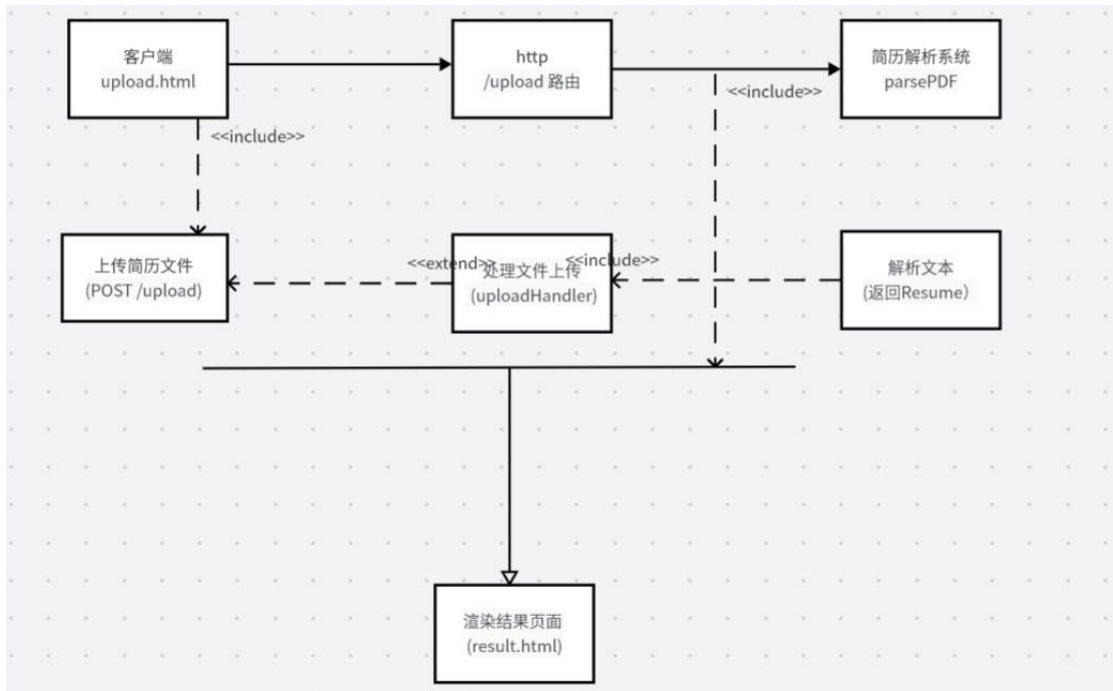 客户端
upload.html
http
/upload 路由
简历解析系统
parsePDF
<<include>>
<<include>>
上传简历文件
(POST /upload)
<<extend>>
处理文件上传
(uploadHandler)
<<include>>
解析文本
(返回Resume）
渲染结果页面
(result.html)